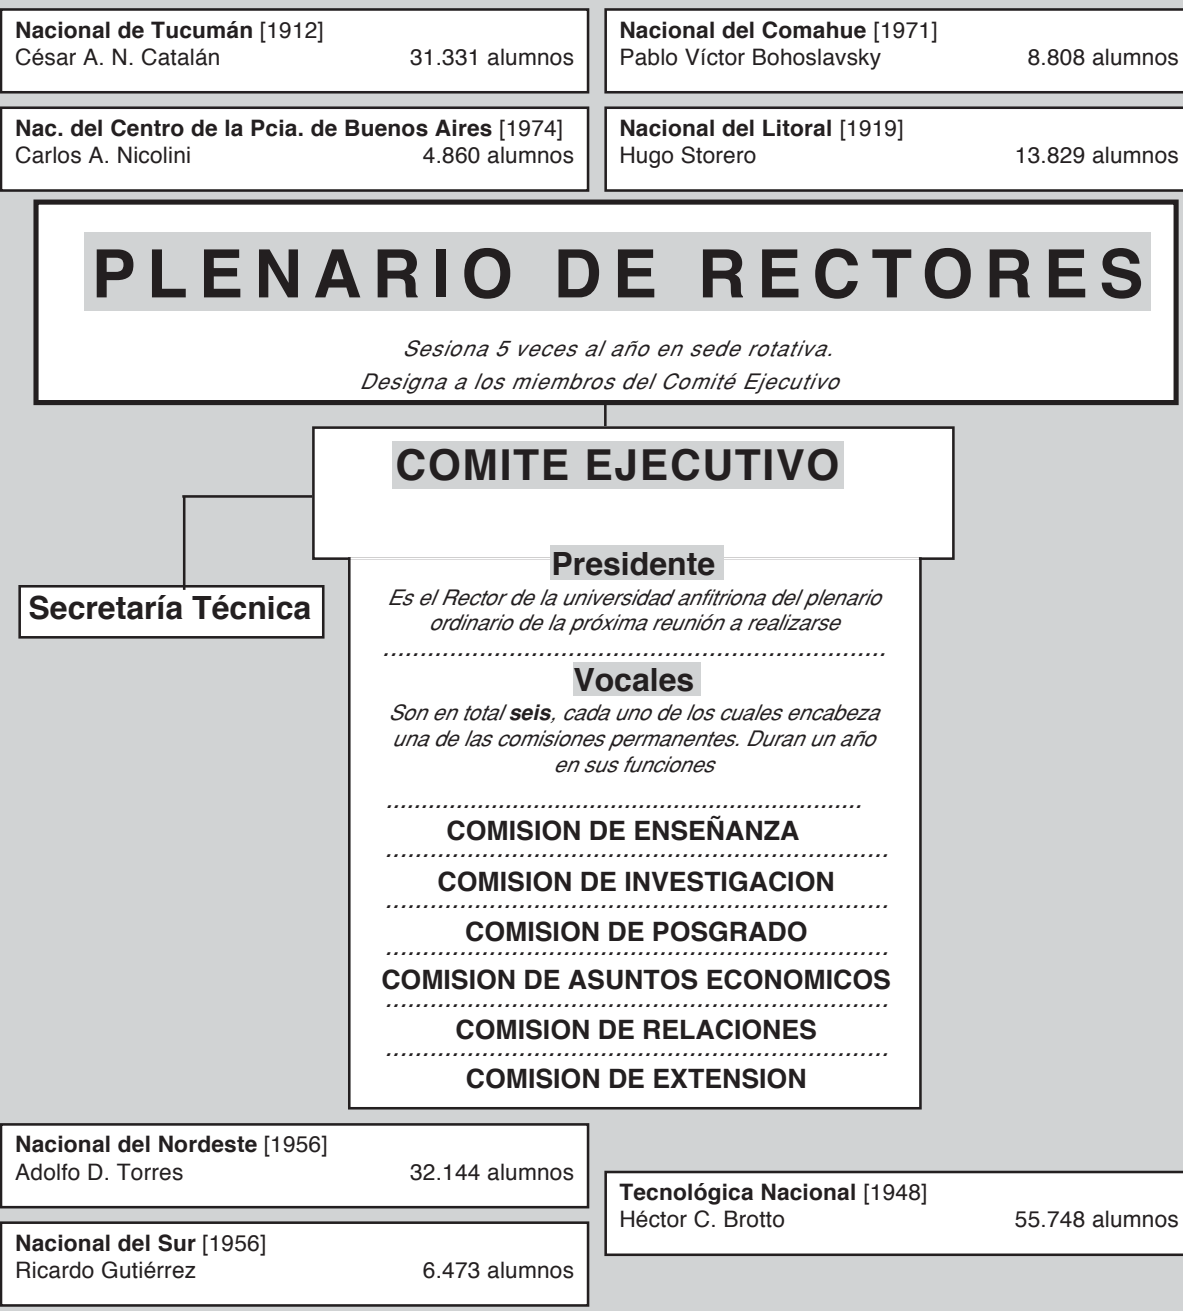 Nacional de Tucumán [1912]
César A. N. Catalán 31.331 alumnos
Nacional del Comahue [1971]
Pablo Víctor Bohoslavsky 8.808 alumnos
Nac. del Centro de la Pcia. de Buenos Aires [1974]
Carlos A. Nicolini 4.860 alumnos
Nacional del Litoral [1919]
Hugo Storero 13.829 alumnos
PLENARIO DE RECTORES
Sesiona 5 veces al año en sede rotativa.
Designa a los miembros del Comité Ejecutivo
COMITE EJECUTIVO
Secretaría Técnica
Presidente
Es el Rector de la universidad anfitriona del plenario
ordinario de la próxima reunión a realizarse
Vocales
Son en total seis, cada uno de los cuales encabeza
una de las comisiones permanentes. Duran un año
en sus funciones
COMISION DE ENSEÑANZA
COMISION DE INVESTIGACION
COMISION DE POSGRADO
COMISION DE ASUNTOS ECONOMICOS
COMISION DE RELACIONES
COMISION DE EXTENSION
Nacional del Nordeste [1956]
Adolfo D. Torres 32.144 alumnos
Tecnológica Nacional [1948]
Héctor C. Brotto 55.748 alumnos
Nacional del Sur [1956]
Ricardo Gutiérrez 6.473 alumnos